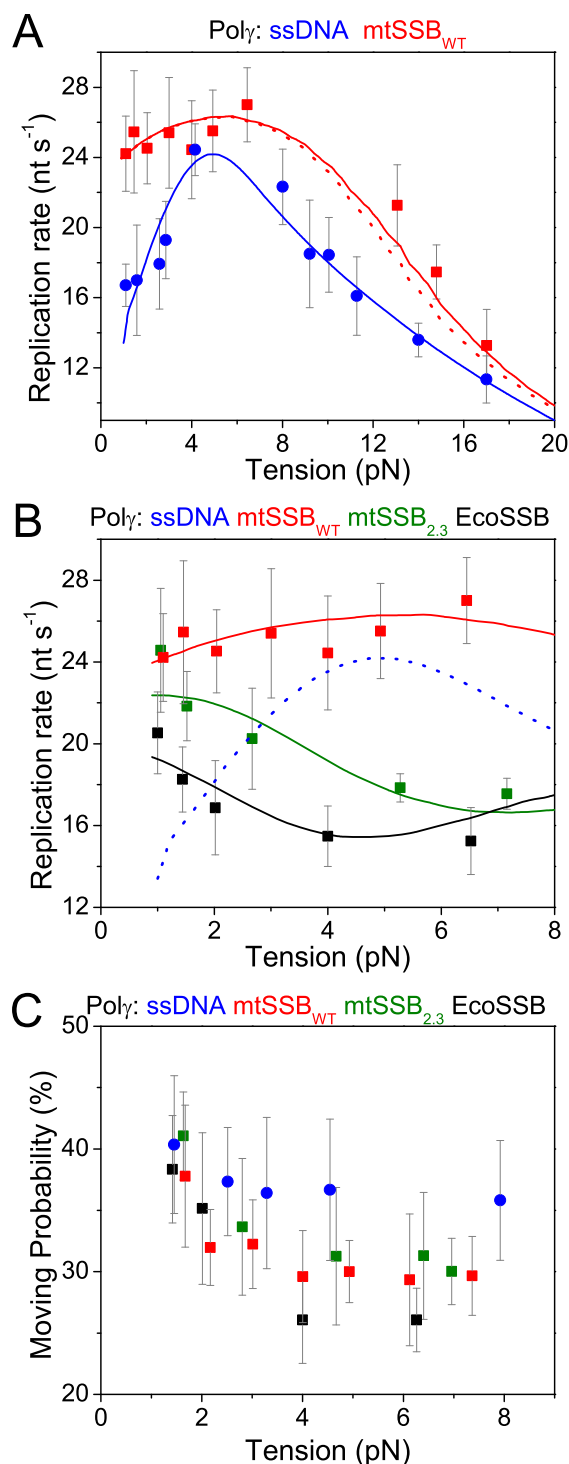 A
Polγ: ssDNA mtSSBWT
Replication rate (nt s-1)
28
24
20
16
12
0 4 8 12 16 20
Tension (pN)
B
Polγ: ssDNA mtSSBWT mtSSB2.3 EcoSSB
Replication rate (nt s-1)
28
24
20
16
12
0 2 4 6 8
Tension (pN)
C
Polγ: ssDNA mtSSBWT mtSSB2.3 EcoSSB
Moving Probability (%)
50
40
30
20
0 2 4 6 8
Tension (pN)